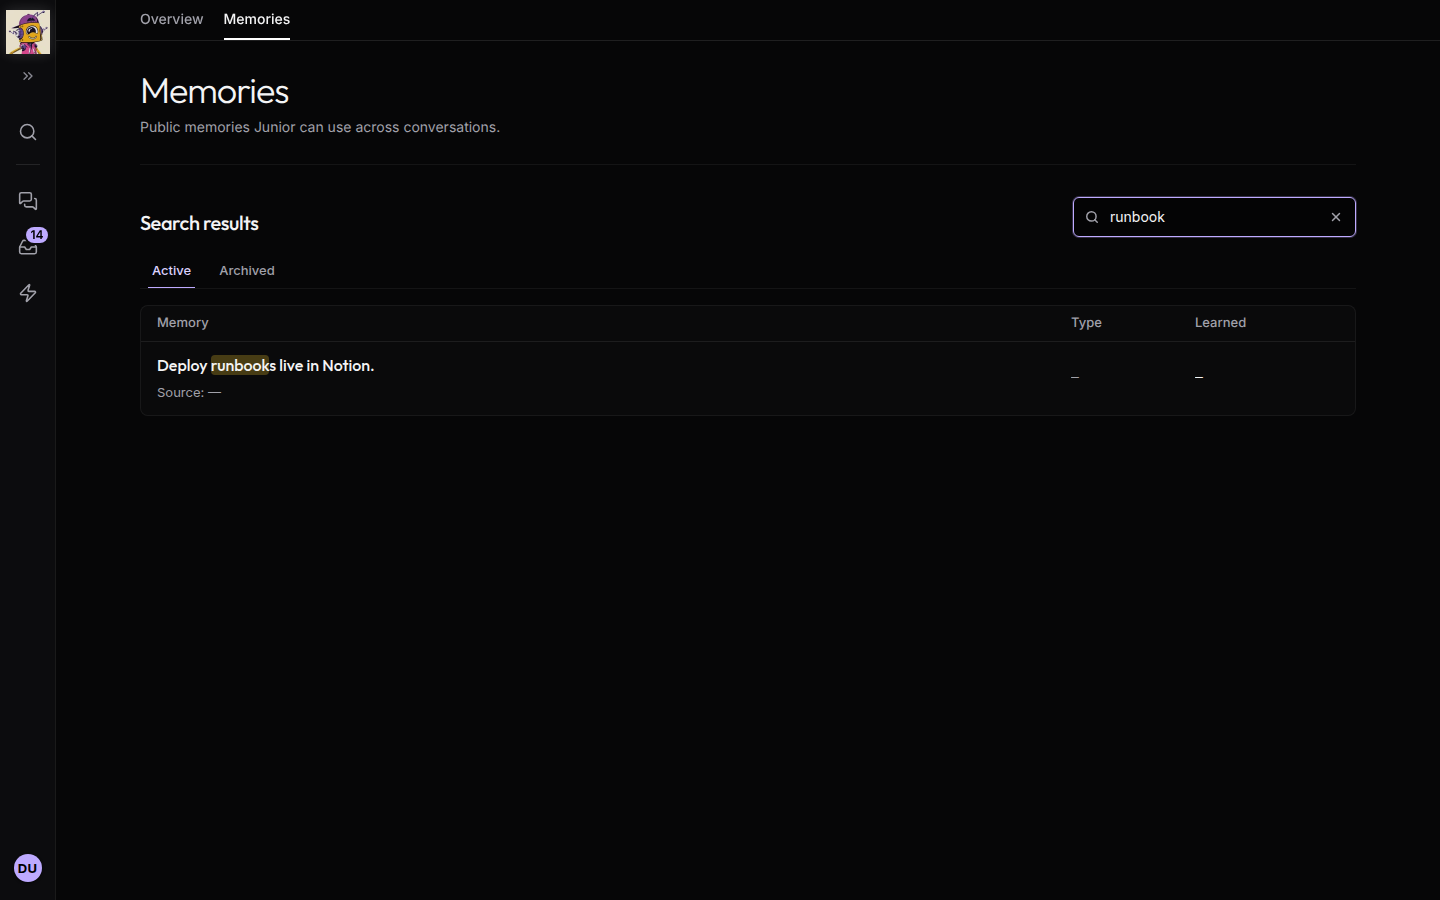 Overview Memories
Memories
Public memories Junior can use across conversations.
Search results
runbook
14
Active Archived
Memory Type Learned
Deploy runbooks live in Notion.
Source: —
– –
DU